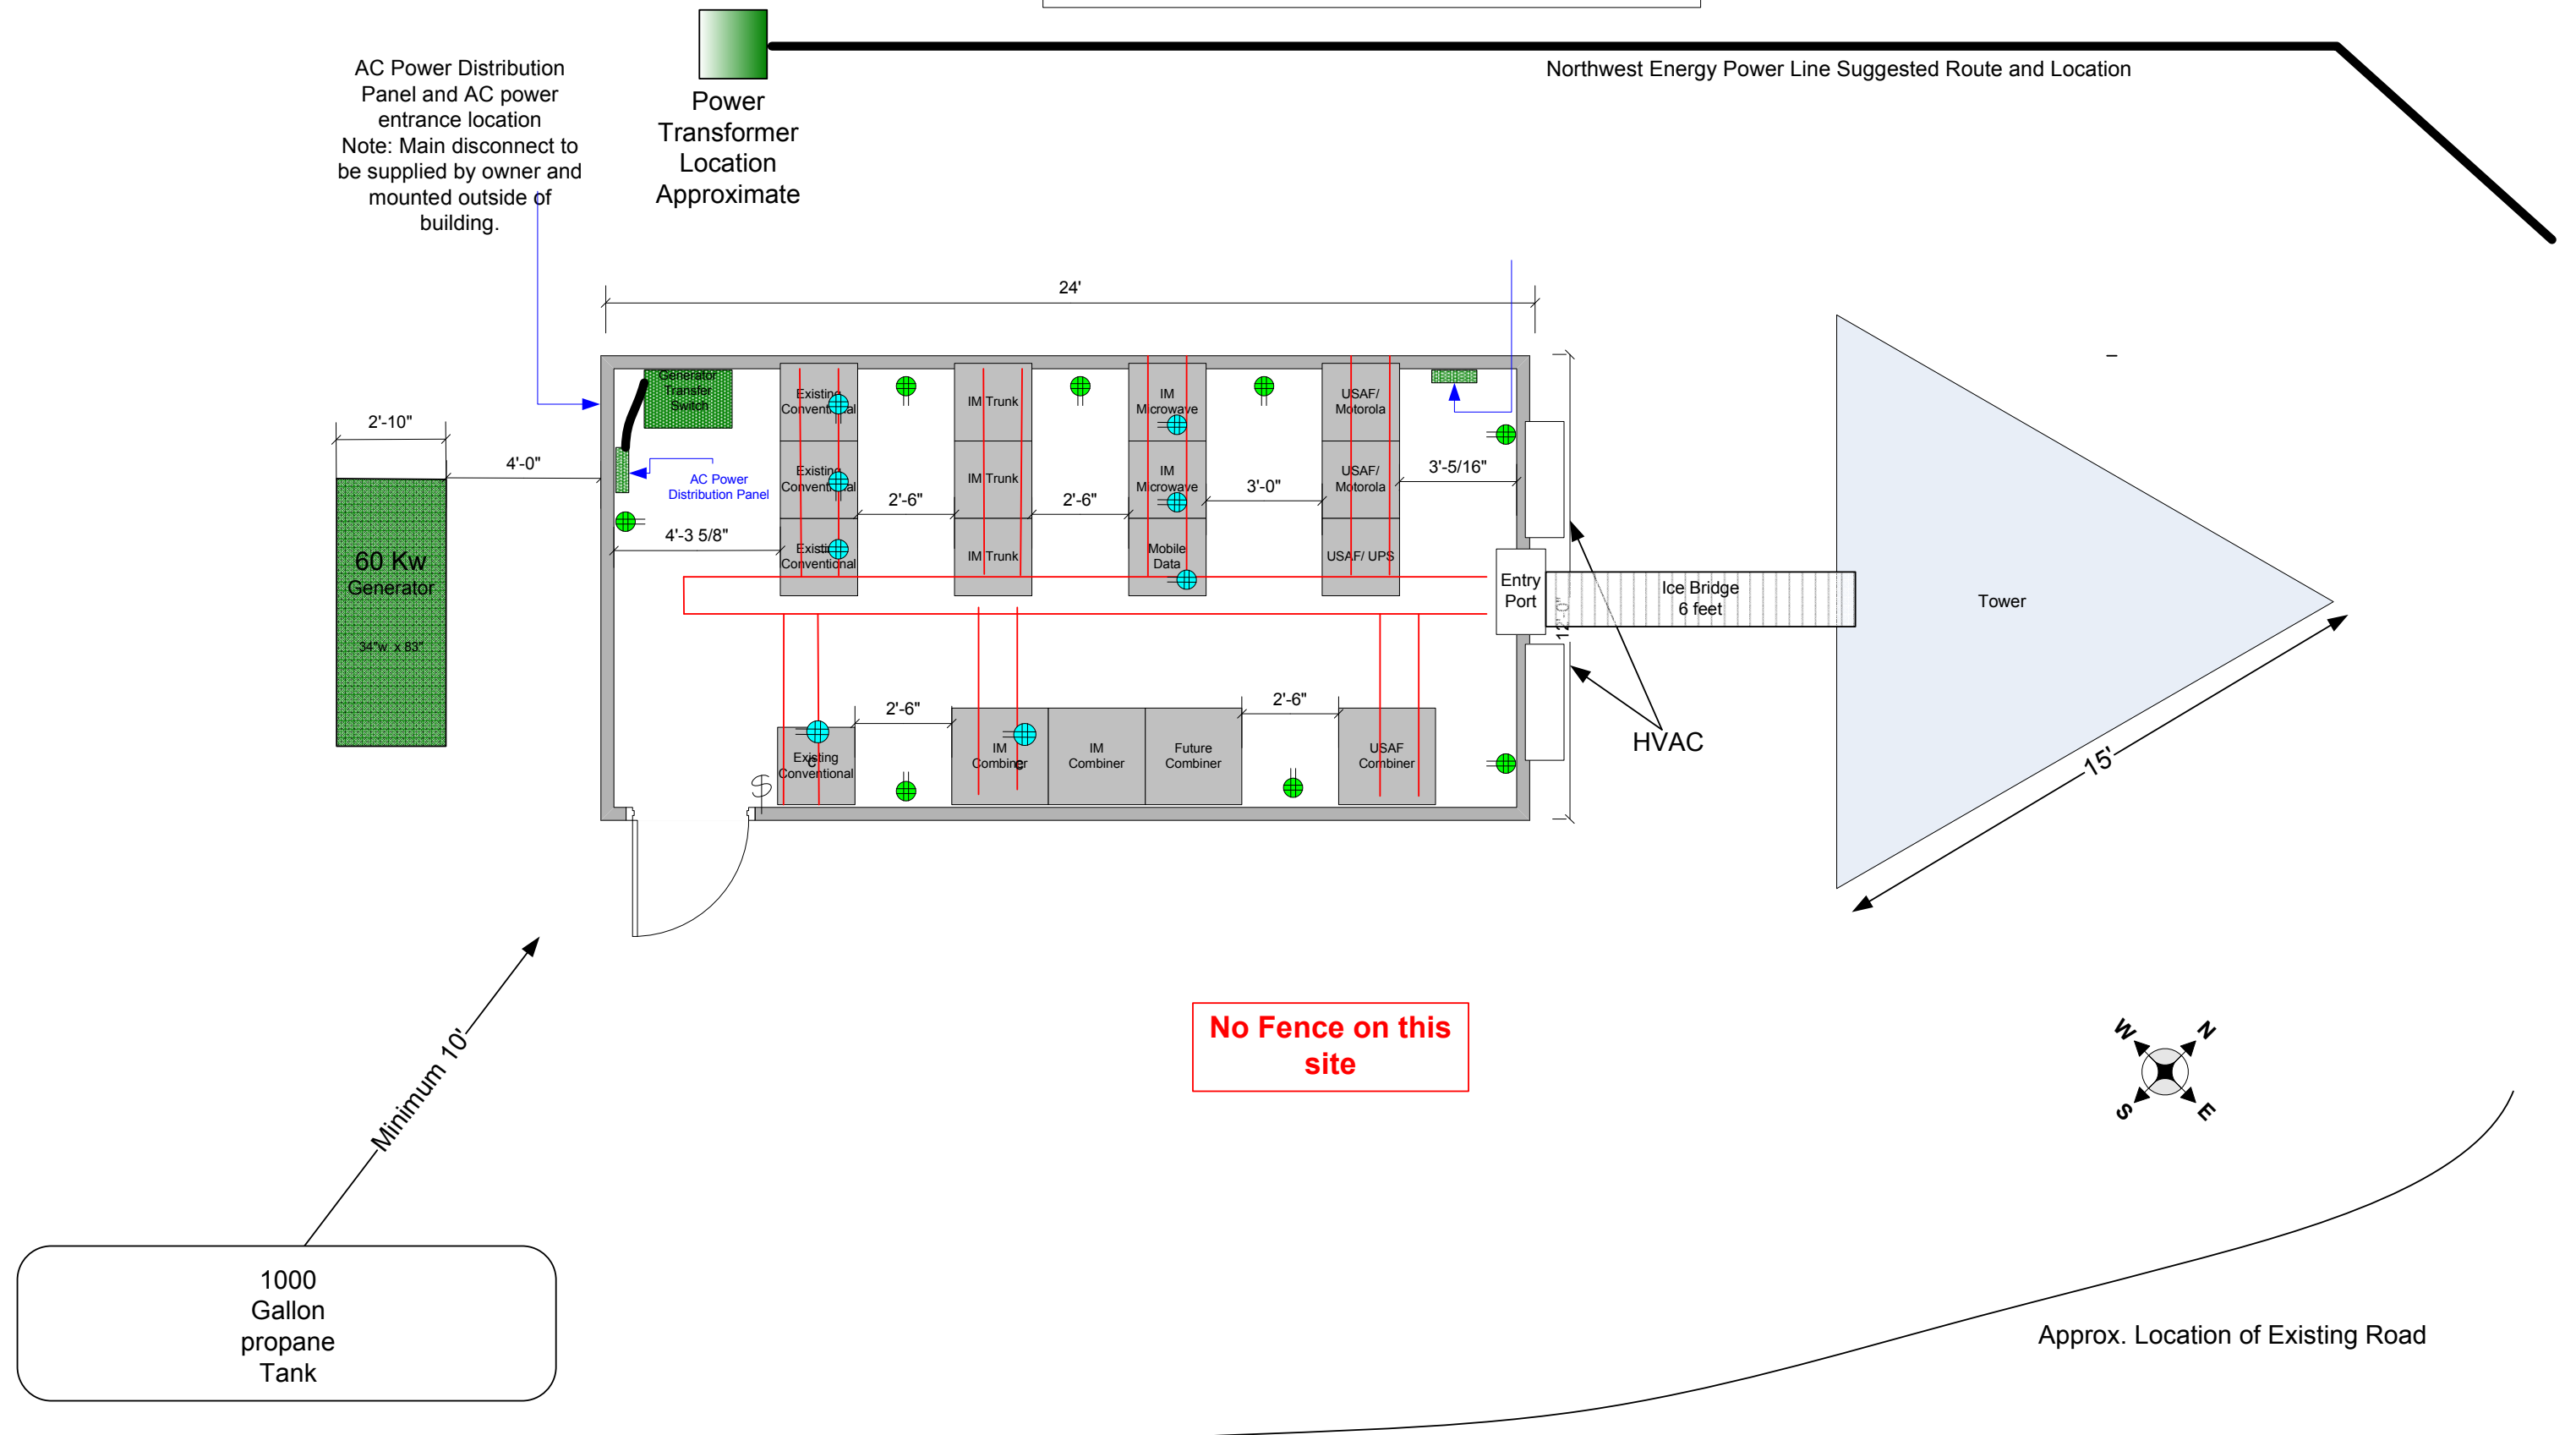 AC Power Distribution
Panel and AC power
entrance location
Note: Main disconnect to
be supplied by owner and
mounted outside of
building.
Power
Transformer
Location
Approximate
Northwest Energy Power Line Suggested Route and Location
24'
2'-10"
4'-0"
60 Kw
Generator
34"w. x 83"
Generator
Transfer
Switch
AC Power
Distribution Panel
4'-3 5/8"
Existing
Conventional
Existing
Conventional
Existing
Conventional
2'-6"
IM Trunk
IM Trunk
IM Trunk
2'-6"
IM
Microwave
IM
Microwave
Mobile
Data
3'-0"
USAF/
Motorola
USAF/
Motorola
USAF/ UPS
3'-5/16"
Entry
Port
12'-0"
Ice Bridge
6 feet
Tower
15'
HVAC
Existing
Conventional
C
2'-6"
IM
Combiner
C
IM
Combiner
Future
Combiner
2'-6"
USAF
Combiner
S
No Fence on this
site
W
N
S
E
Minimum 10'
1000
Gallon
propane
Tank
Approx. Location of Existing Road